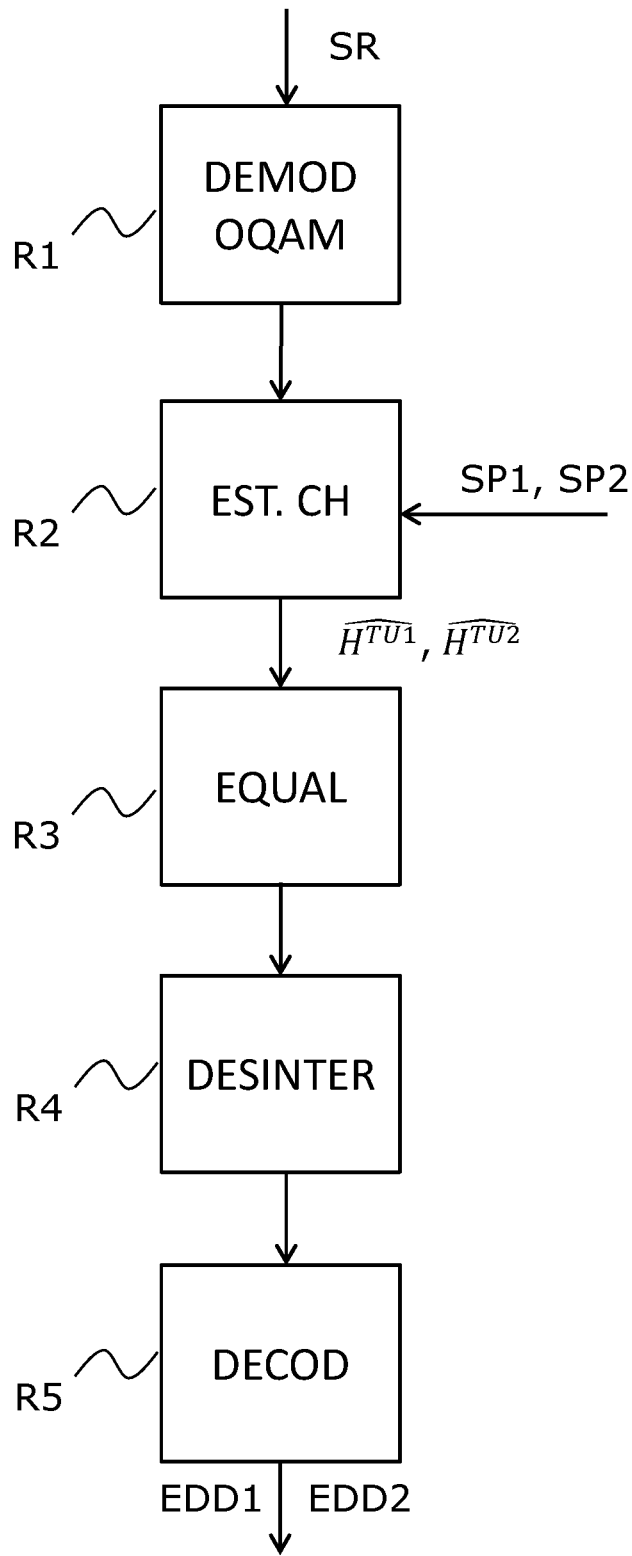 SR
DEMOD
OQAM
R1
SP1, SP2
EST. CH
R2
$\widehat{H^{TU1}}, \widehat{H^{TU2}}$
EQUAL
R3
DESINTER
R4
DECOD
R5
EDD1 EDD2